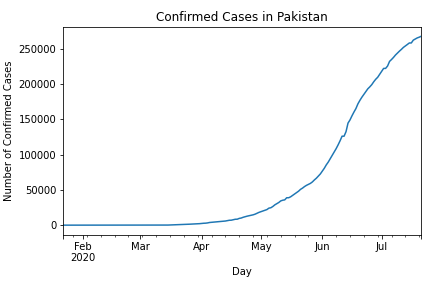 Confirmed Cases in Pakistan
Number of Confirmed Cases
250000
200000
150000
100000
50000
0
Feb
2020
Mar
Apr
May
Jun
Jul
Day